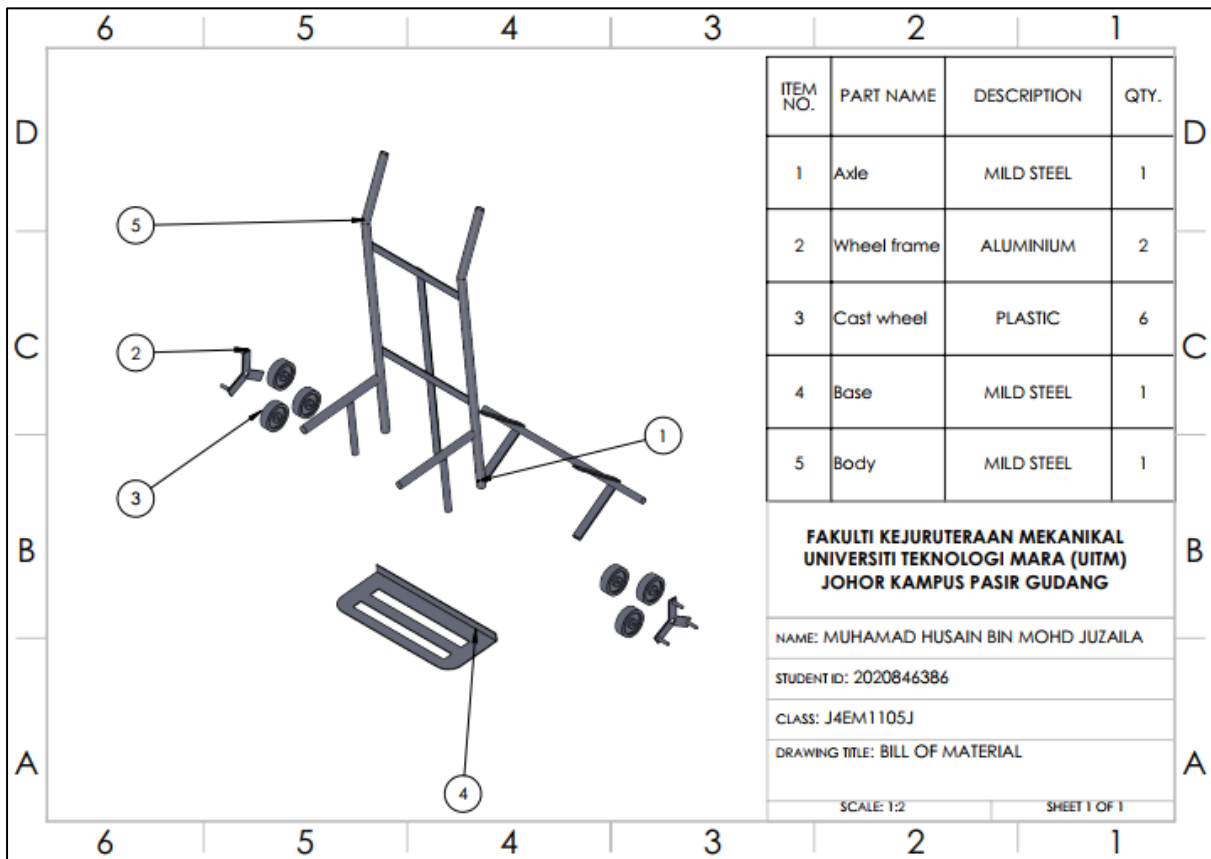 6 5 4 3 2 1
D
C
B
A
5
2
3
1
4
ITEM NO. PART NAME DESCRIPTION QTY.
1 Axle MILD STEEL 1
2 Wheel frame ALUMINIUM 2
3 Cast wheel PLASTIC 6
4 Base MILD STEEL 1
5 Body MILD STEEL 1
FAKULTI KEJURUTERAAN MEKANIKAL
UNIVERSITI TEKNOLOGI MARA (UITM)
JOHOR KAMPUS PASIR GUDANG
NAME: MUHAMAD HUSAIN BIN MOHD JUZAILA
STUDENT ID: 2020846386
CLASS: J4EM1105J
DRAWING TITLE: BILL OF MATERIAL
SCALE: 1:2 SHEET 1 OF 1
D
C
B
A
6 5 4 3 2 1